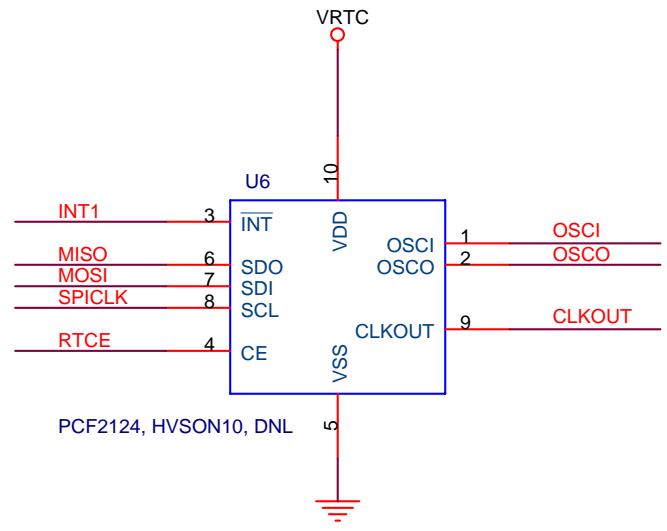 VRTC
U6
10
VDD
INT1 3 INT
MISO 6 SDO
MOSI 7 SDI
SPICLK 8 SCL
RTCE 4 CE
OSCI 1 OSCI
OSCO 2 OSCO
CLKOUT 9 CLKOUT
VSS
5
PCF2124, HVSON10, DNL